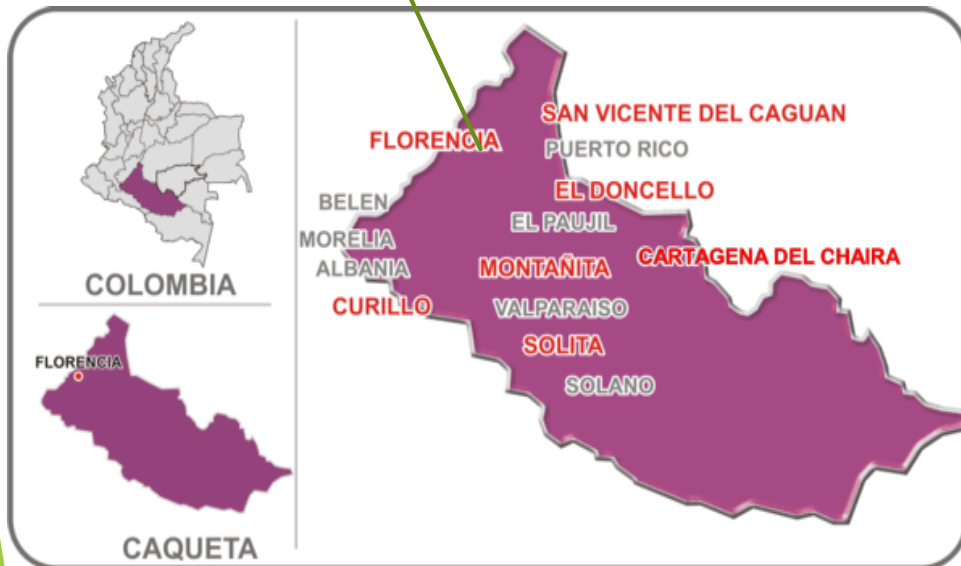 COLOMBIA
FLORENCIA
CAQUETA
SAN VICENTE DEL CAGUAN
FLORENCIA
PUERTO RICO
EL DONCELLO
BELEN
EL PAUJIL
MORELIA
CARTAGENA DEL CHAIRA
ALBANIA
MONTAÑITA
CURILLO
VALPARAISO
SOLITA
SOLANO